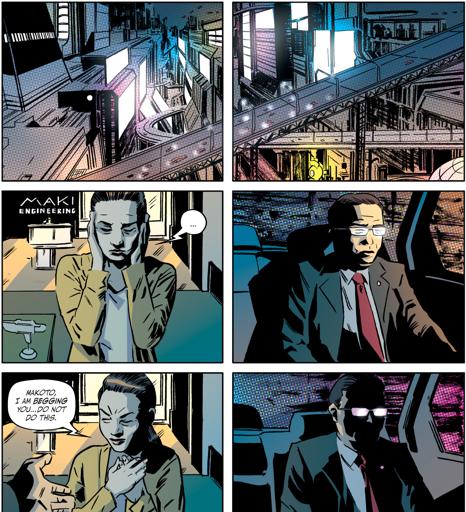 MAKI
ENGINEERING
...
MAKOTO,
I AM BEGGING
YOU...DO NOT
DO THIS.